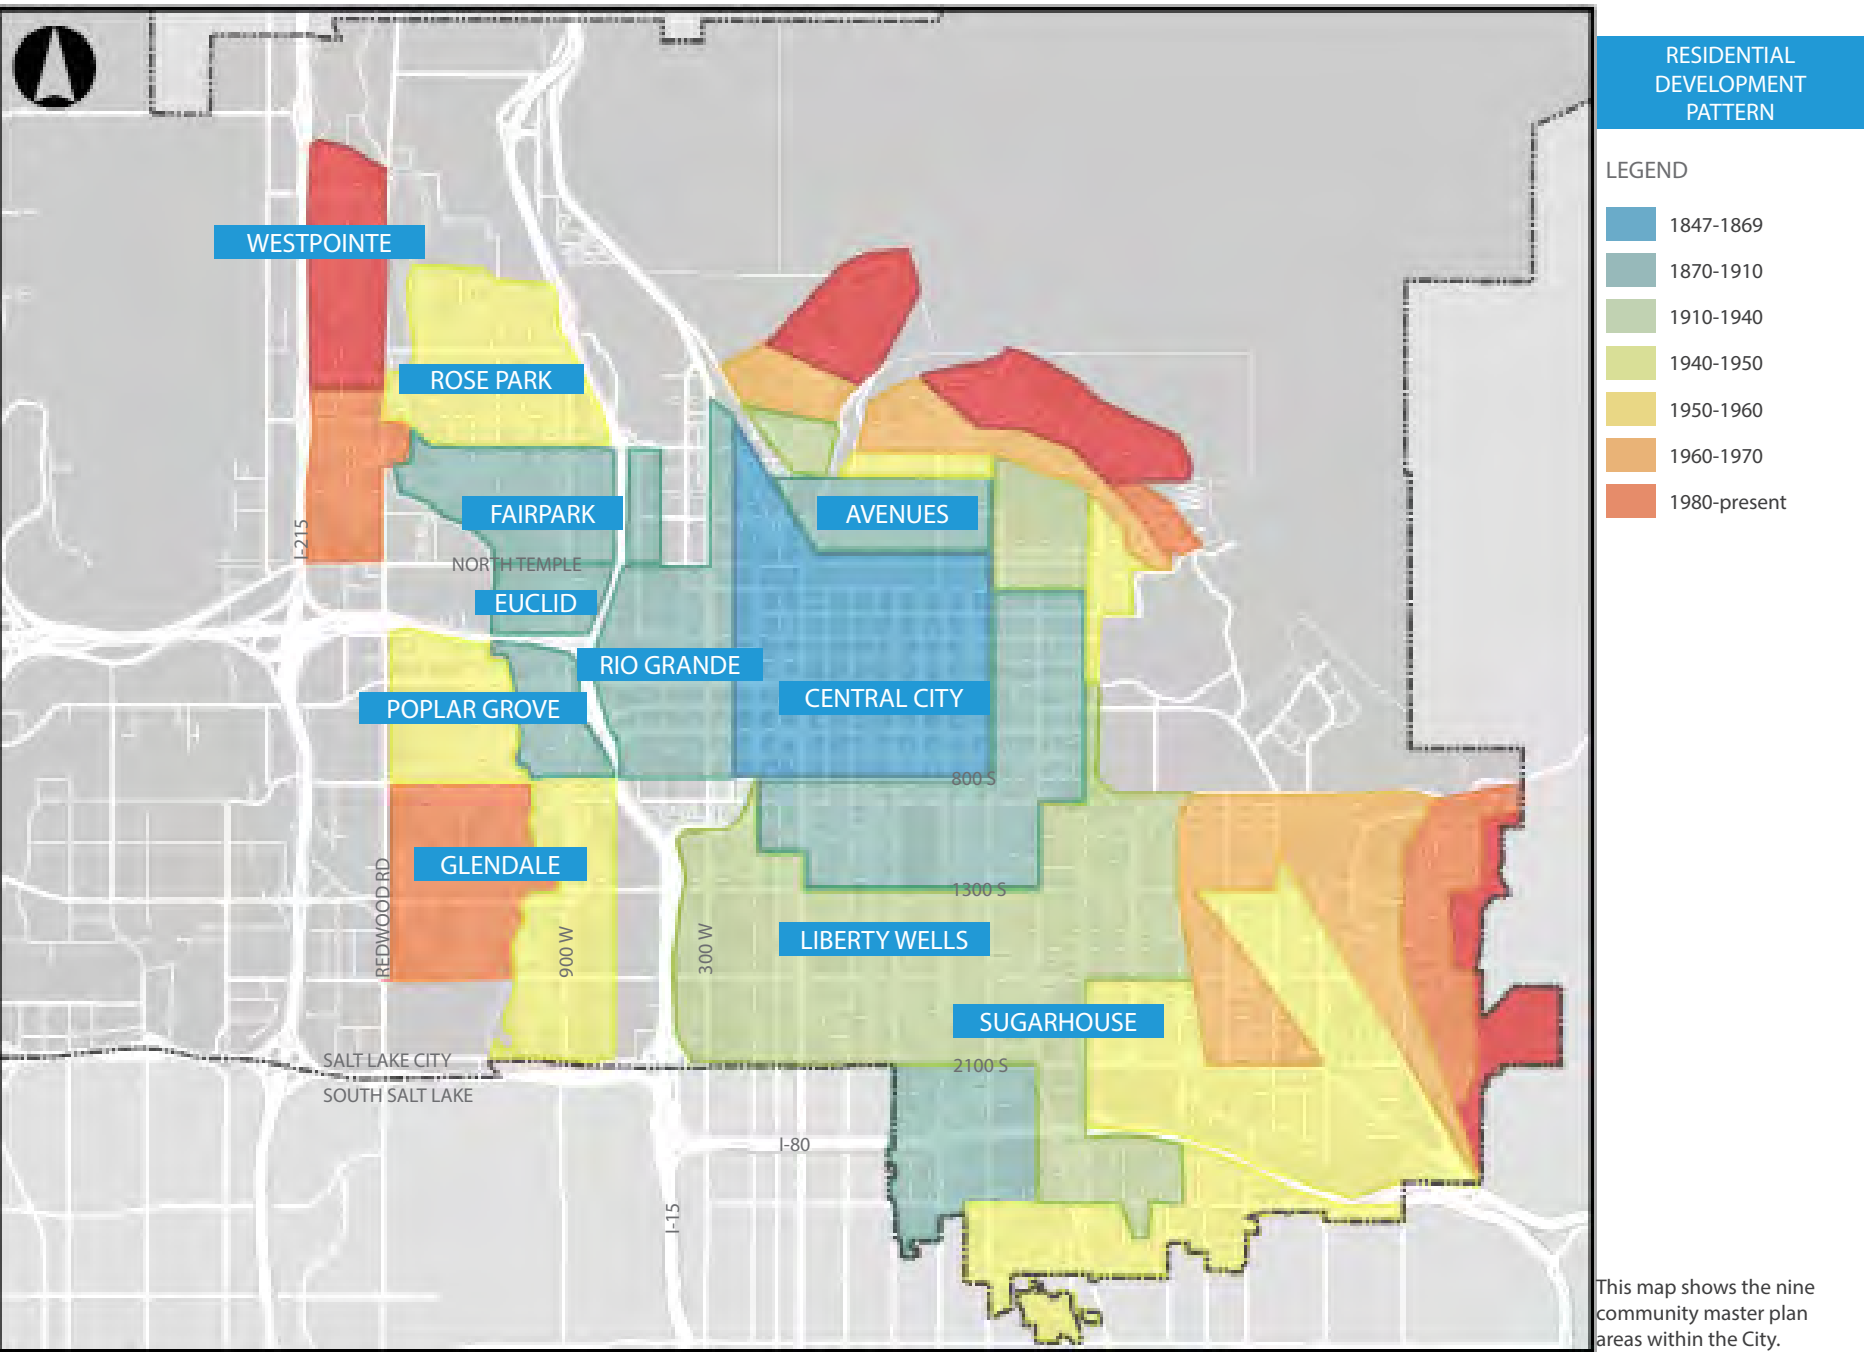 RESIDENTIAL
DEVELOPMENT
PATTERN
LEGEND
1847-1869
1870-1910
1910-1940
1940-1950
1950-1960
1960-1970
1980-present
WESTPOINTE
ROSE PARK
FAIRPARK
AVENUES
I-215
NORTH TEMPLE
EUCLID
RIO GRANDE
CENTRAL CITY
POPLAR GROVE
800 S
GLENDALE
REDWOOD RD
1300 S
900 W
300 W
LIBERTY WELLS
SUGARHOUSE
SALT LAKE CITY
2100 S
SOUTH SALT LAKE
I-80
I-15
This map shows the nine
community master plan
areas within the City.